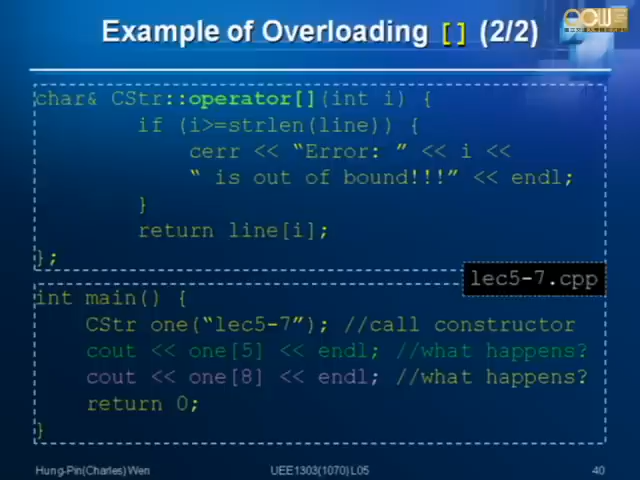 Example of Overloading [] (2/2)
char& CStr::operator[](int i) {
if (i>=strlen(line)) {
cerr << “Error: ” << i <<
“ is out of bound!!!” << endl;
}
return line[i];
};
lec5-7.cpp
int main() {
CStr one(“lec5-7”); //call constructor
cout << one[5] << endl; //what happens?
cout << one[8] << endl; //what happens?
return 0;
}
Hung-Pin(Charles) Wen
UEE1303(1070) L05
40